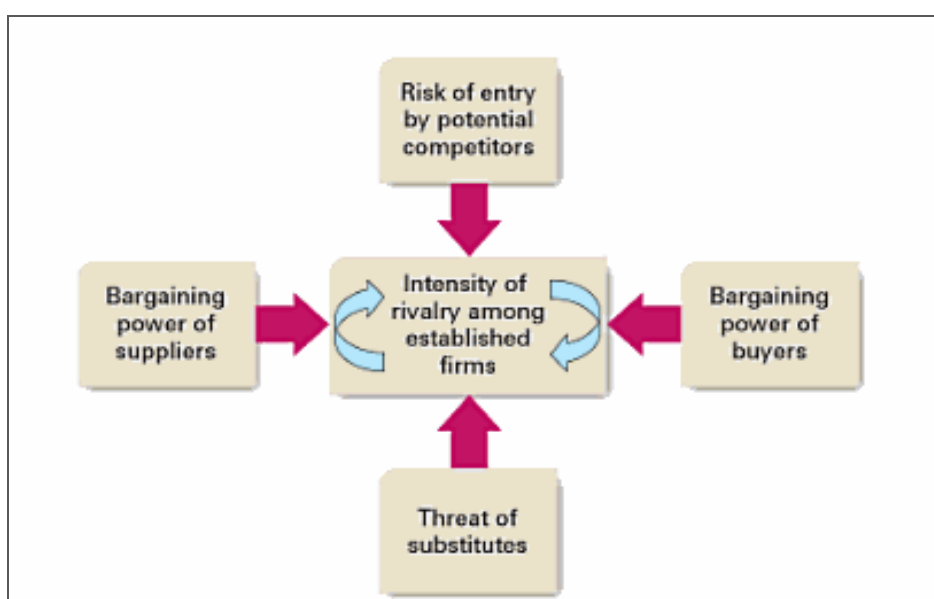 Risk of entry
by potential
competitors
Bargaining
power of
suppliers
Intensity of
rivalry among
established
firms
Bargaining
power of
buyers
Threat of
substitutes